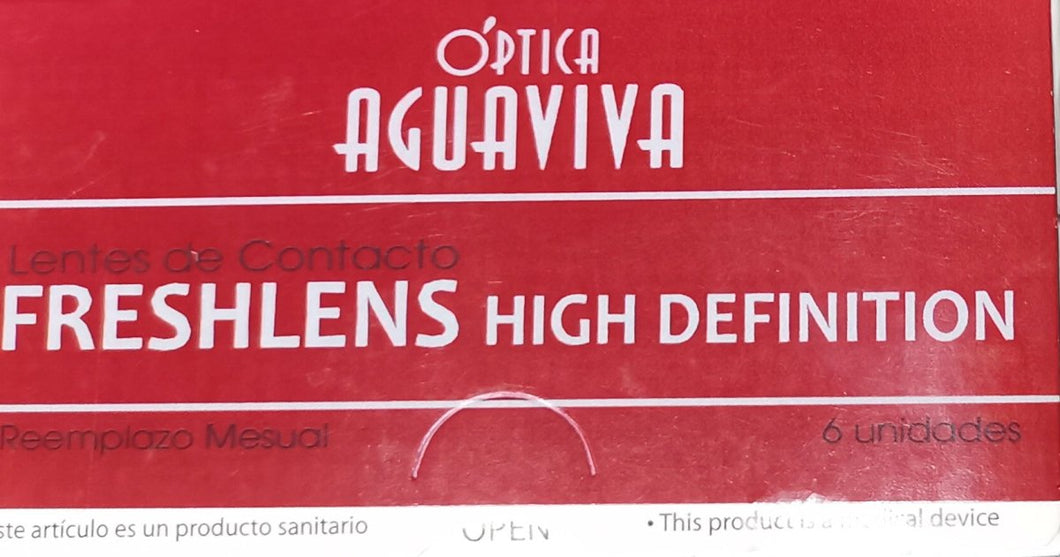 ÓPTICA
AGUAVIVA
Lentes de Contacto
FRESHLENS HIGH DEFINITION
Reemplazo Mesual
6 unidades
ste artículo es un producto sanitario
OPEN
• This product is a medical device